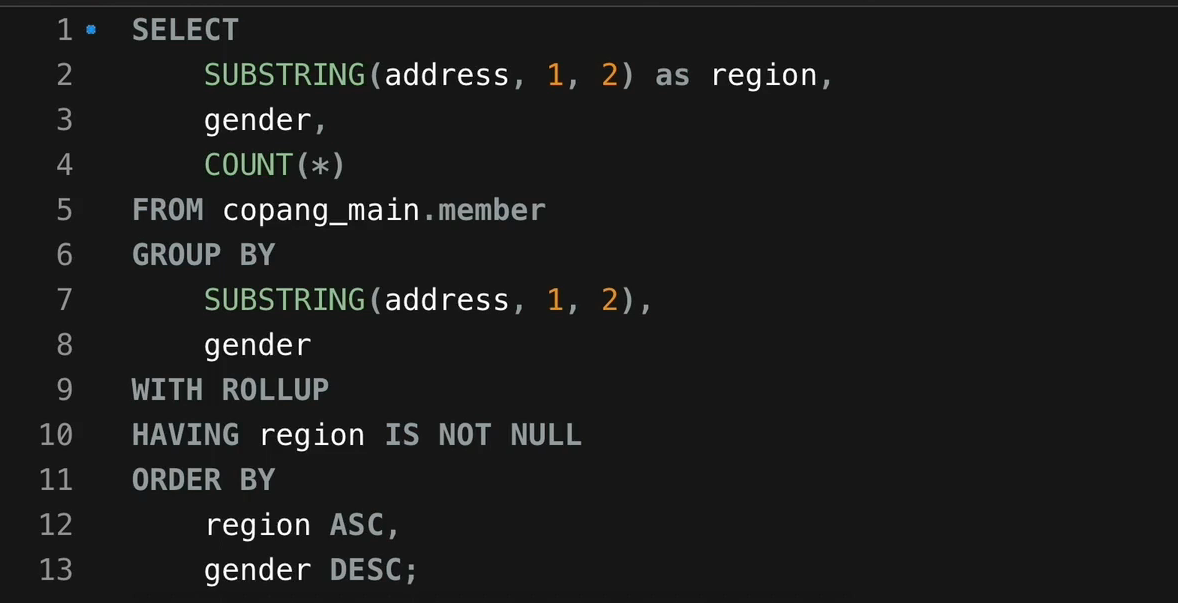 1 SELECT
2 SUBSTRING(address, 1, 2) as region,
3 gender,
4 COUNT(*)
5 FROM copang_main.member
6 GROUP BY
7 SUBSTRING(address, 1, 2),
8 gender
9 WITH ROLLUP
10 HAVING region IS NOT NULL
11 ORDER BY
12 region ASC,
13 gender DESC;